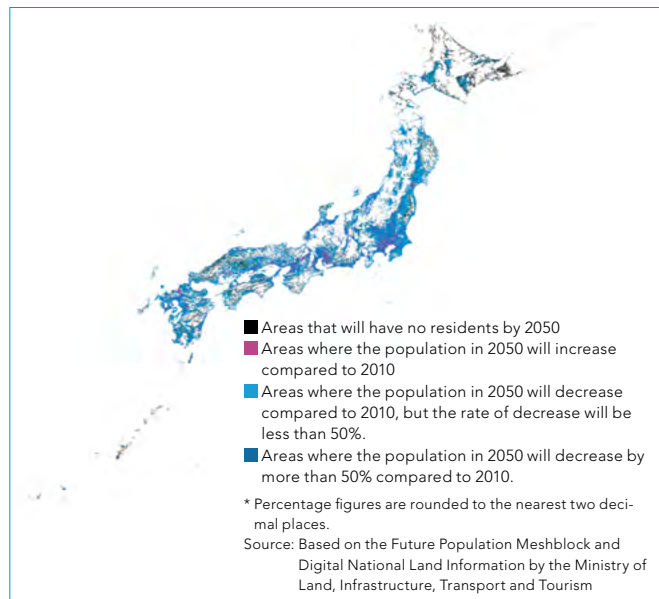 Areas that will have no residents by 2050
Areas where the population in 2050 will increase
compared to 2010
Areas where the population in 2050 will decrease
compared to 2010, but the rate of decrease will be
less than 50%.
Areas where the population in 2050 will decrease by
more than 50% compared to 2010.
* Percentage figures are rounded to the nearest two deci-
mal places.
Source: Based on the Future Population Meshblock and
Digital National Land Information by the Ministry of
Land, Infrastructure, Transport and Tourism